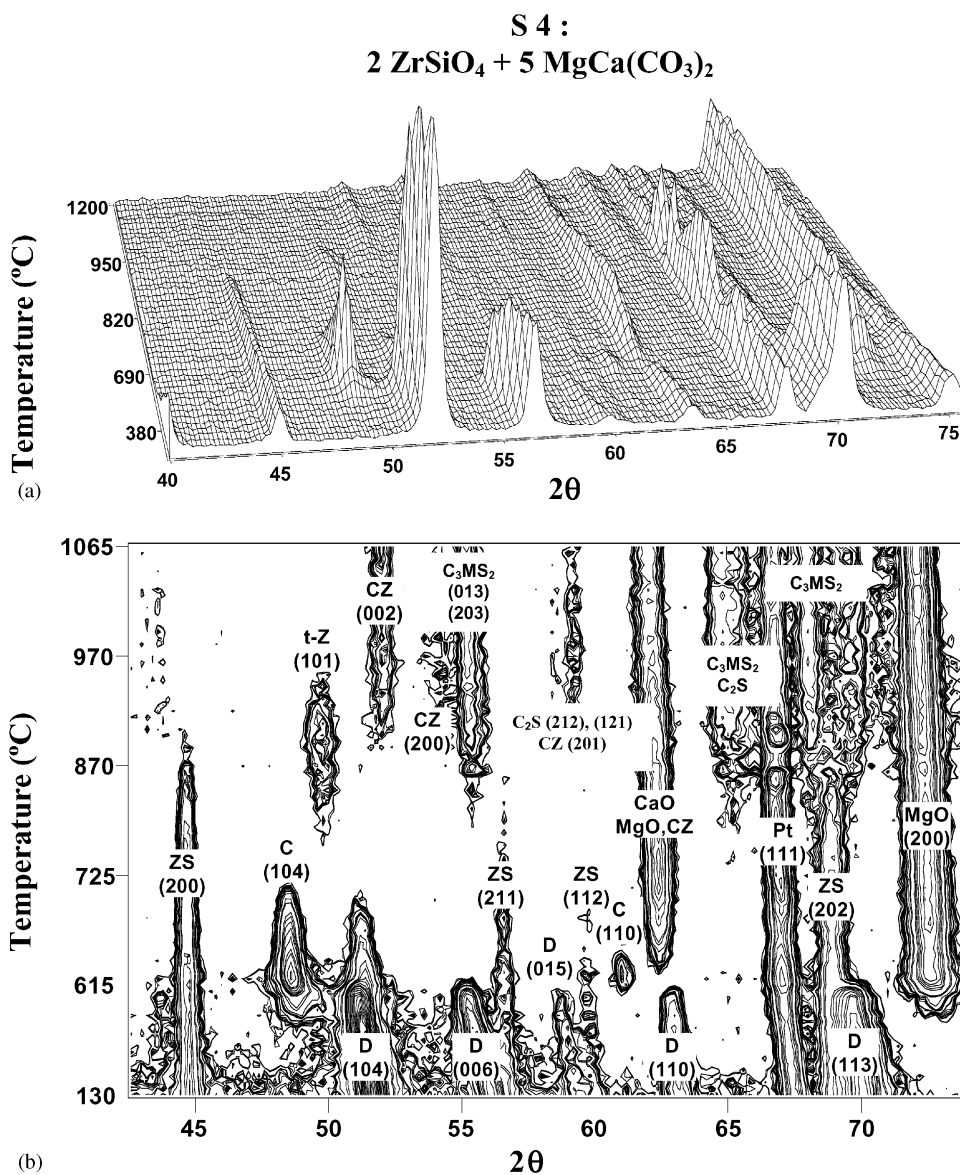 S 4 :
2 ZrSiO₄ + 5 MgCa(CO₃)₂
1200
950
820
690
380
Temperature (ºC)
40
45
50
55
60
65
70
75
2θ
(a)
1065
970
870
725
615
130
Temperature (ºC)
CZ
(002)
C₃MS₂
(013)
(203)
C₃MS₂
t-Z
(101)
C₃MS₂
C₂S
CZ
(200)
C₂S (212), (121)
CZ (201)
CaO
MgO,CZ
Pt
(111)
MgO
(200)
ZS
(200)
C
(104)
ZS
(211)
ZS
(112)
ZS
(202)
C
(110)
D
(015)
D
(104)
D
(006)
D
(110)
D
(113)
45
50
55
60
65
70
2θ
(b)